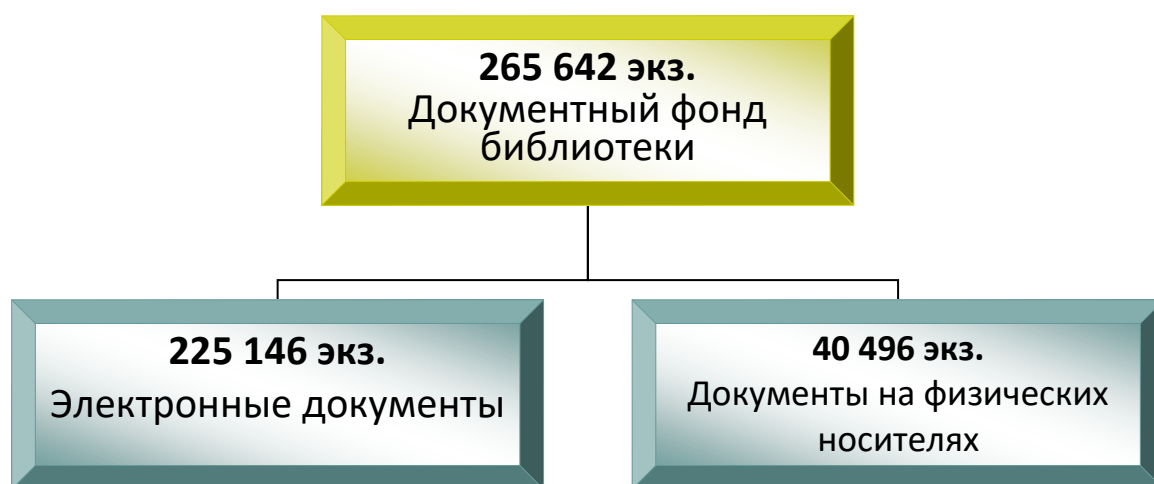 265 642 экз.
Документный фонд
библиотеки
225 146 экз.
Электронные документы
40 496 экз.
Документы на физических
носителях